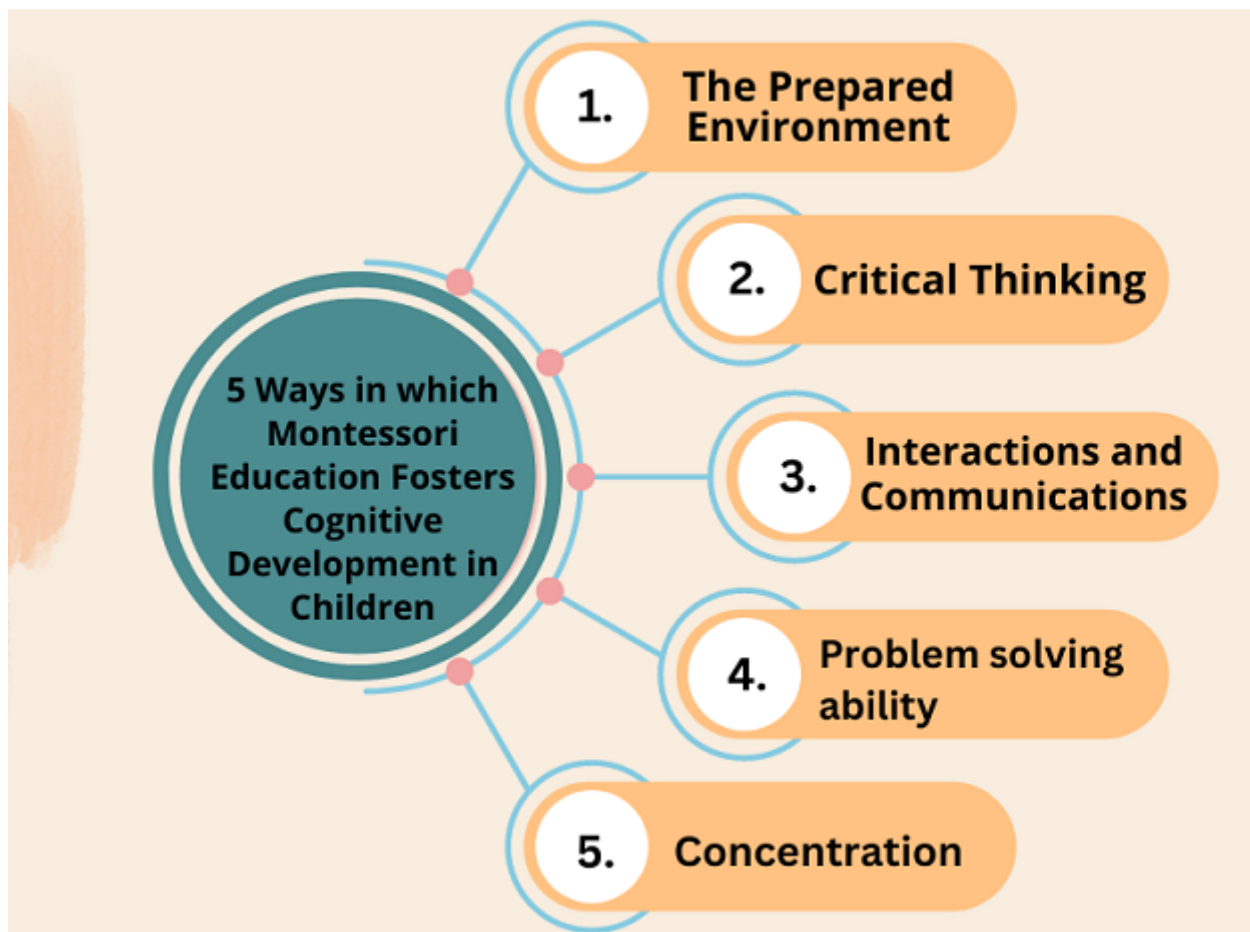 5 Ways in which
Montessori
Education Fosters
Cognitive
Development in
Children
1.
The Prepared
Environment
2.
Critical Thinking
3.
Interactions and
Communications
4.
Problem solving
ability
5.
Concentration